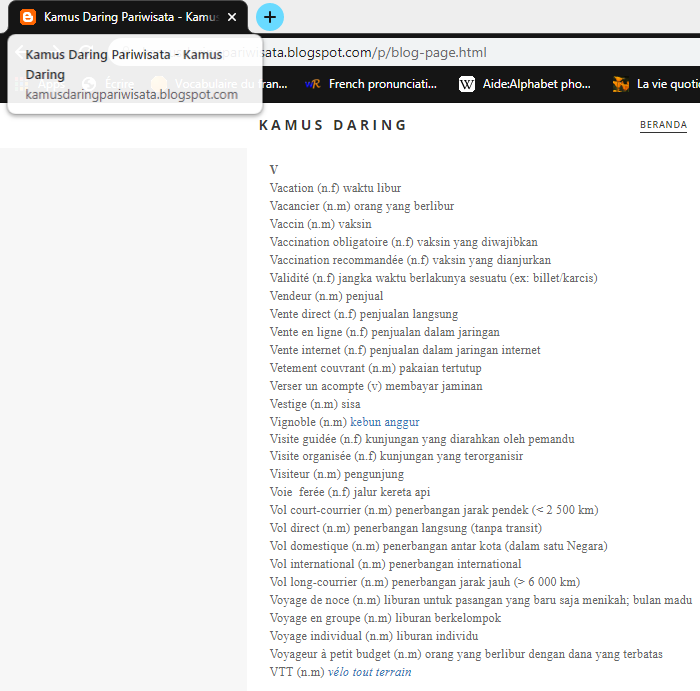 Kamus Daring Pariwisata - Kamus
Kamus Daring Pariwisata - Kamus
Daring
kamusdaringpariwisata.blogspot.com
ata.blogspot.com/p/blog-page.html
Écrire
Vocabulaire du fran...
French pronunciati...
W Aide:Alphabet pho...
La vie quoti
KAMUS DARING
BERANDA
V
Vacation (n.f) waktu libur
Vacancier (n.m) orang yang berlibur
Vaccin (n.m) vaksin
Vaccination obligatoire (n.f) vaksin yang diwajibkan
Vaccination recommandée (n.f) vaksin yang dianjurkan
Validité (n.f) jangka waktu berlakunya sesuatu (ex: billet/karcis)
Vendeur (n.m) penjual
Vente direct (n.f) penjualan langsung
Vente en ligne (n.f) penjualan dalam jaringan
Vente internet (n.f) penjualan dalam jaringan internet
Vetement couvrant (n.m) pakaian tertutup
Verser un acompte (v) membayar jaminan
Vestige (n.m) sisa
Vignoble (n.m) kebun anggur
Visite guidée (n.f) kunjungan yang diarahkan oleh pemandu
Visite organisée (n.f) kunjungan yang terorganisir
Visiteur (n.m) pengunjung
Voie ferée (n.f) jalur kereta api
Vol court-courrier (n.m) penerbangan jarak pendek (< 2 500 km)
Vol direct (n.m) penerbangan langsung (tanpa transit)
Vol domestique (n.m) penerbangan antar kota (dalam satu Negara)
Vol international (n.m) penerbangan international
Vol long-courrier (n.m) penerbangan jarak jauh (> 6 000 km)
Voyage de noce (n.m) liburan untuk pasangan yang baru saja menikah; bulan madu
Voyage en groupe (n.m) liburan berkelompok
Voyage individual (n.m) liburan individu
Voyageur à petit budget (n.m) orang yang berlibur dengan dana yang terbatas
VTT (n.m) vélo tout terrain